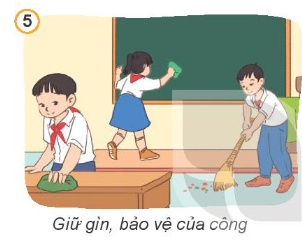 5
Giữ gìn, bảo vệ của công